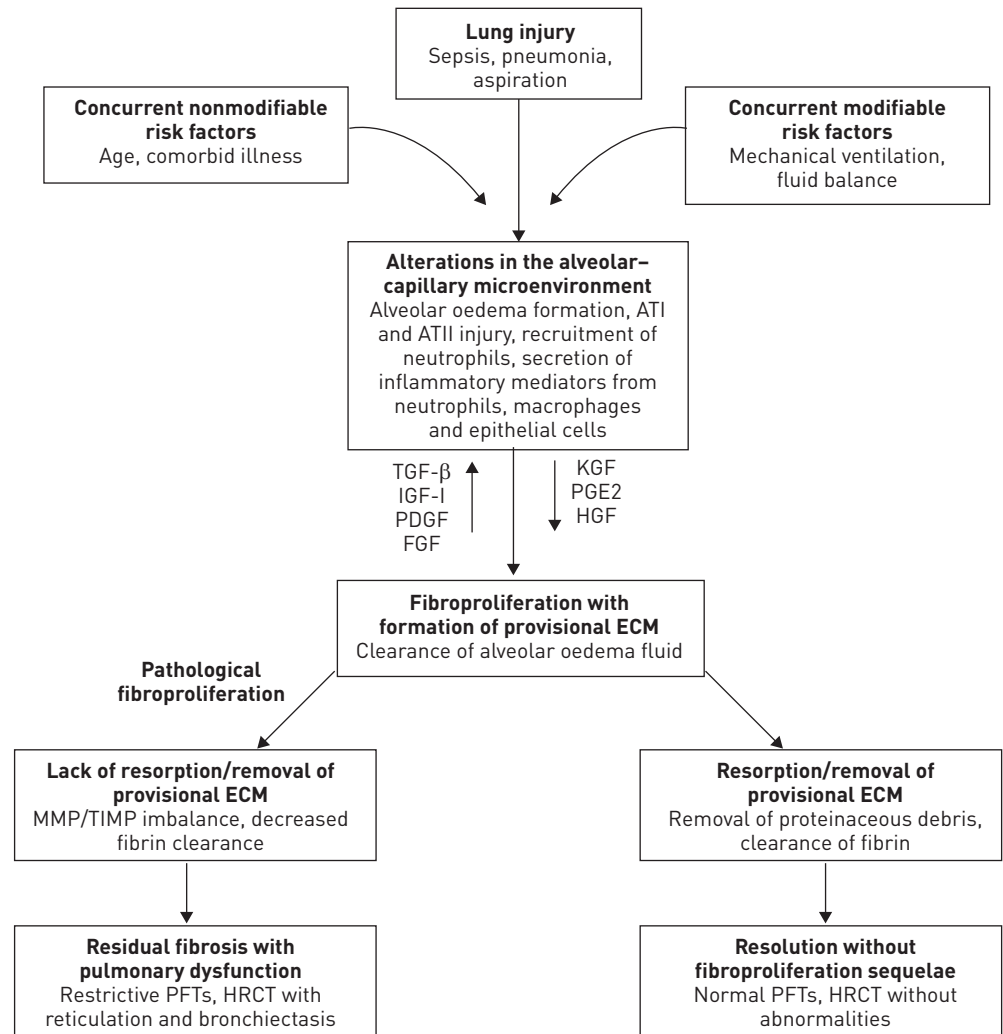 Lung injury
Sepsis, pneumonia,
aspiration
Concurrent nonmodifiable
risk factors
Age, comorbid illness
Concurrent modifiable
risk factors
Mechanical ventilation,
fluid balance
Alterations in the alveolar–
capillary microenvironment
Alveolar oedema formation, ATI
and ATII injury, recruitment of
neutrophils, secretion of
inflammatory mediators from
neutrophils, macrophages
and epithelial cells
TGF-β
IGF-I
PDGF
FGF
KGF
PGE2
HGF
Fibroproliferation with
formation of provisional ECM
Clearance of alveolar oedema fluid
Pathological
fibroproliferation
Lack of resorption/removal of
provisional ECM
MMP/TIMP imbalance, decreased
fibrin clearance
Resorption/removal of
provisional ECM
Removal of proteinaceous debris,
clearance of fibrin
Residual fibrosis with
pulmonary dysfunction
Restrictive PFTs, HRCT with
reticulation and bronchiectasis
Resolution without
fibroproliferation sequelae
Normal PFTs, HRCT without
abnormalities